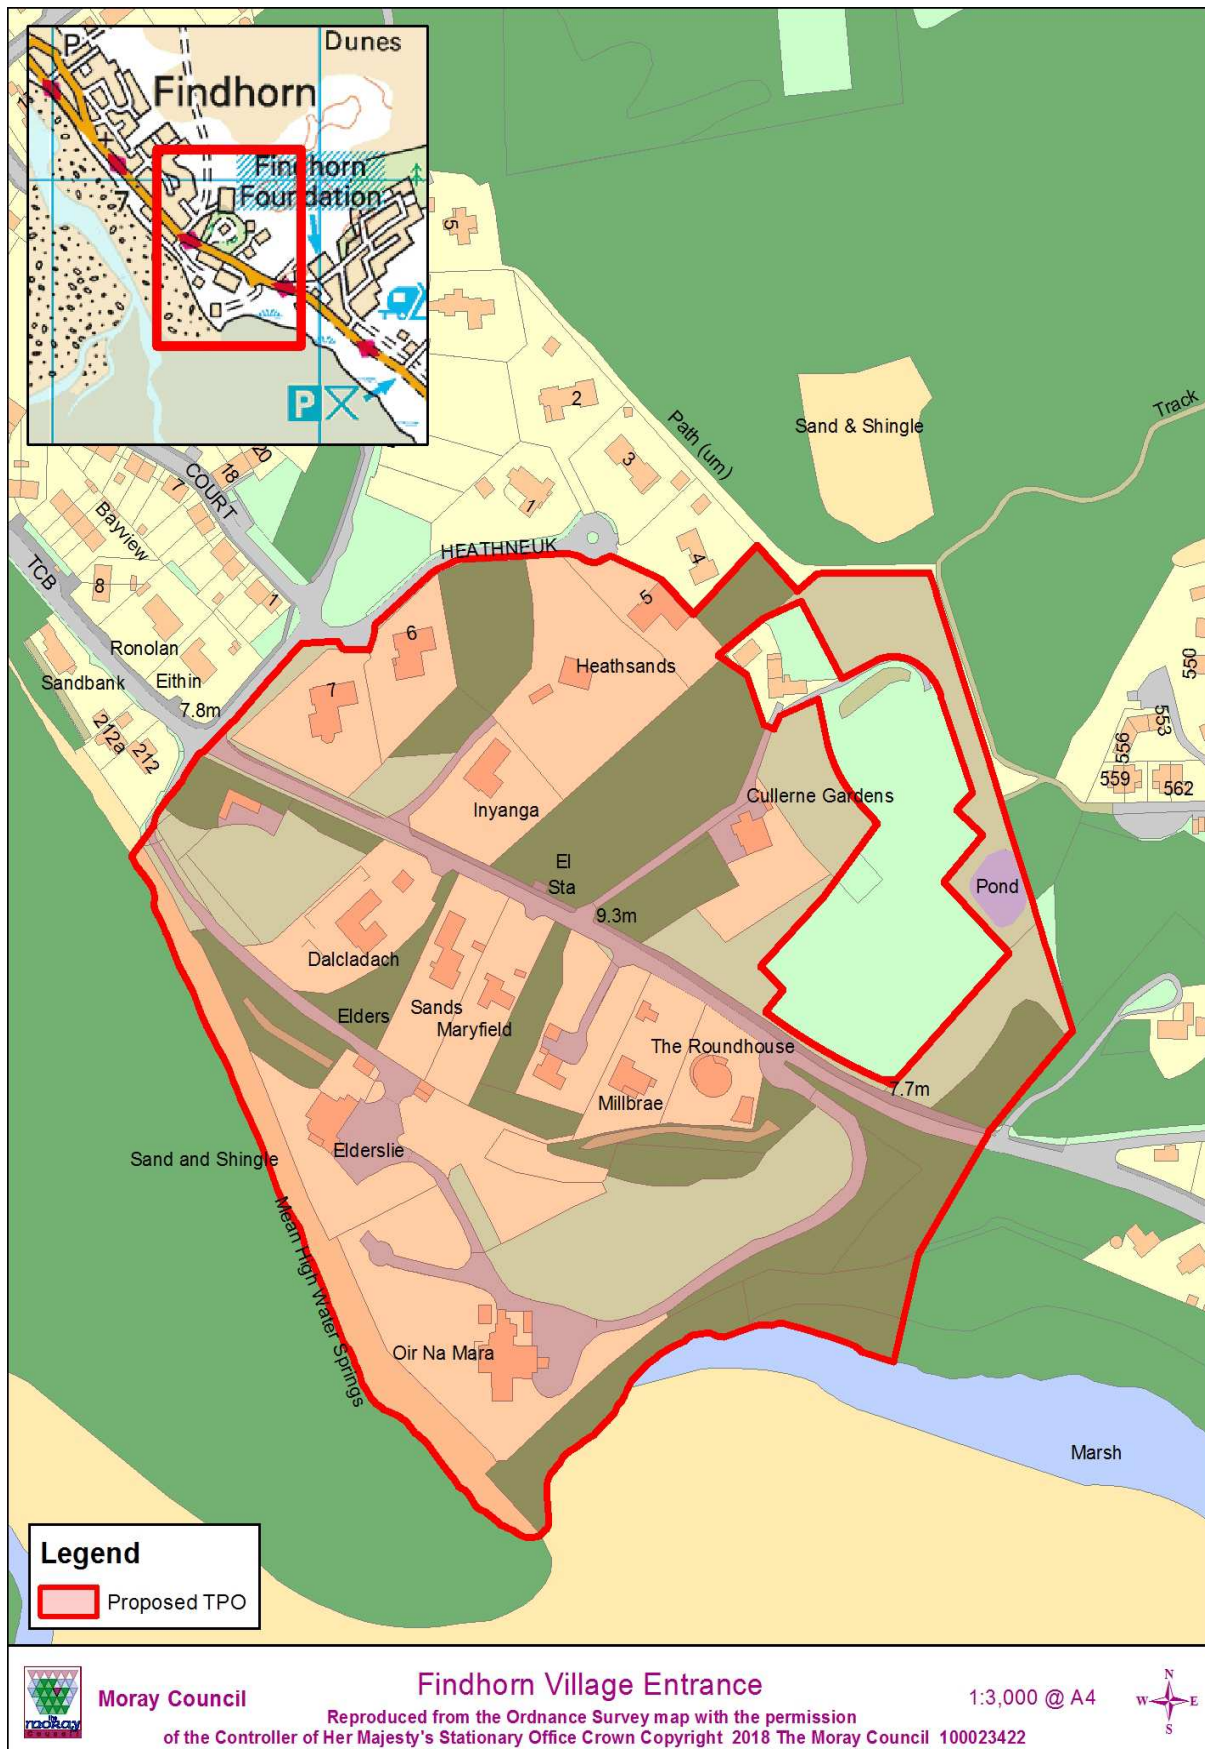 P
Dunes
Findhorn
Findhorn
Foundation
7
P
5
2
3
1
4
Path (um)
Sand & Shingle
Track
20
18
7
COURT
Bayview
HEATHNEUK
TCB
8
1
Ronolan
Sandbank
Eithin
7.8m
212a
212
5
6
7
Heathsands
550
553
556
559
562
Inyanga
Cullerne Gardens
El
Sta
Pond
9.3m
Dalcladach
Elders
Sands
Maryfield
The Roundhouse
7.7m
Millbrae
Elderslie
Sand and Shingle
Mean High Water Springs
Oir Na Mara
Marsh
Legend
Proposed TPO
the
moray
council
Moray Council
Findhorn Village Entrance
Reproduced from the Ordnance Survey map with the permission
of the Controller of Her Majesty's Stationary Office Crown Copyright 2018 The Moray Council 100023422
1:3,000 @ A4
N
W
E
S